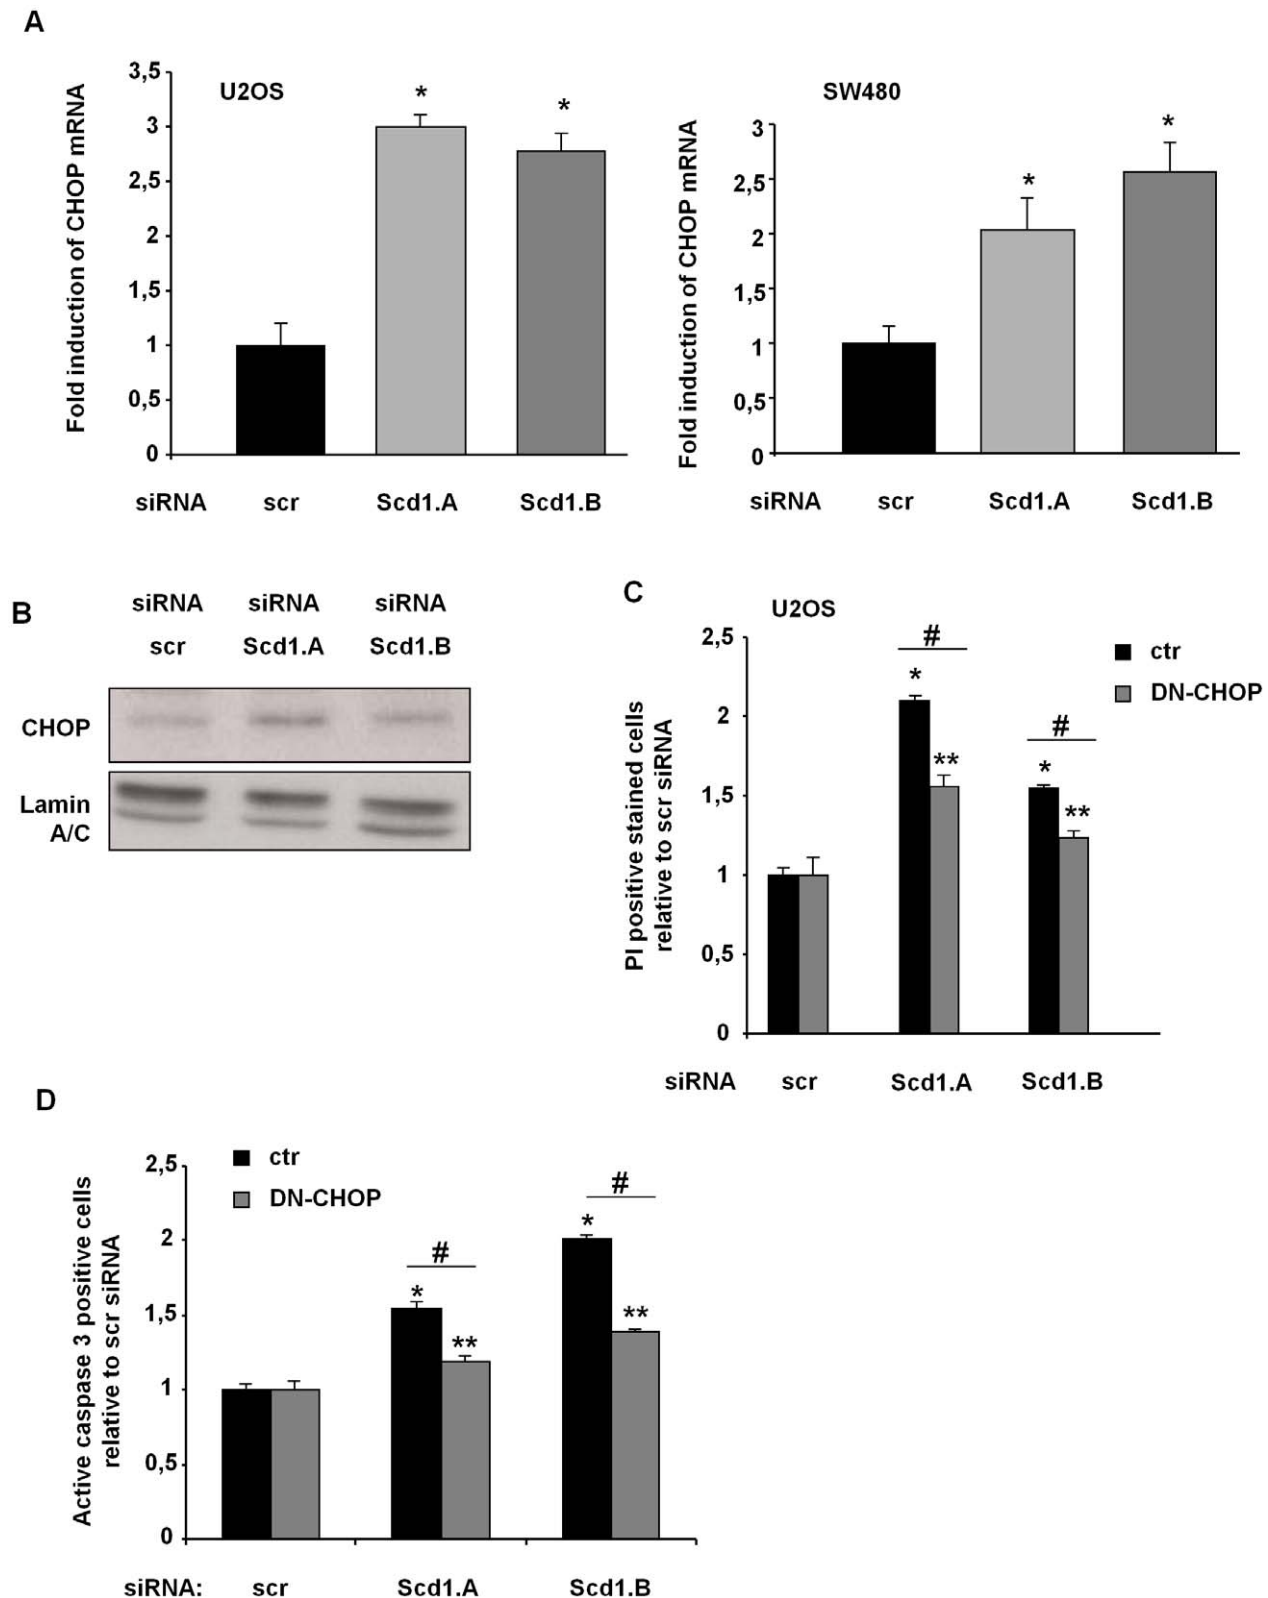 A
Fold induction of CHOP mRNA
3,5
3
2,5
2
1,5
1
0,5
0
U2OS
*
*
siRNA scr Scd1.A Scd1.B
Fold induction of CHOP mRNA
3
2,5
2
1,5
1
0,5
0
SW480
*
*
siRNA scr Scd1.A Scd1.B
B
siRNA siRNA siRNA
scr Scd1.A Scd1.B
CHOP
Lamin
A/C
C
U2OS
PI positive stained cells
relative to scr siRNA
2,5
2
1,5
1
0,5
0
#
*
**
#
*
**
ctr
DN-CHOP
siRNA scr Scd1.A Scd1.B
D
Active caspase 3 positive cells
relative to scr siRNA
2,5
2
1,5
1
0,5
0
ctr
DN-CHOP
#
*
**
#
*
**
siRNA: scr Scd1.A Scd1.B